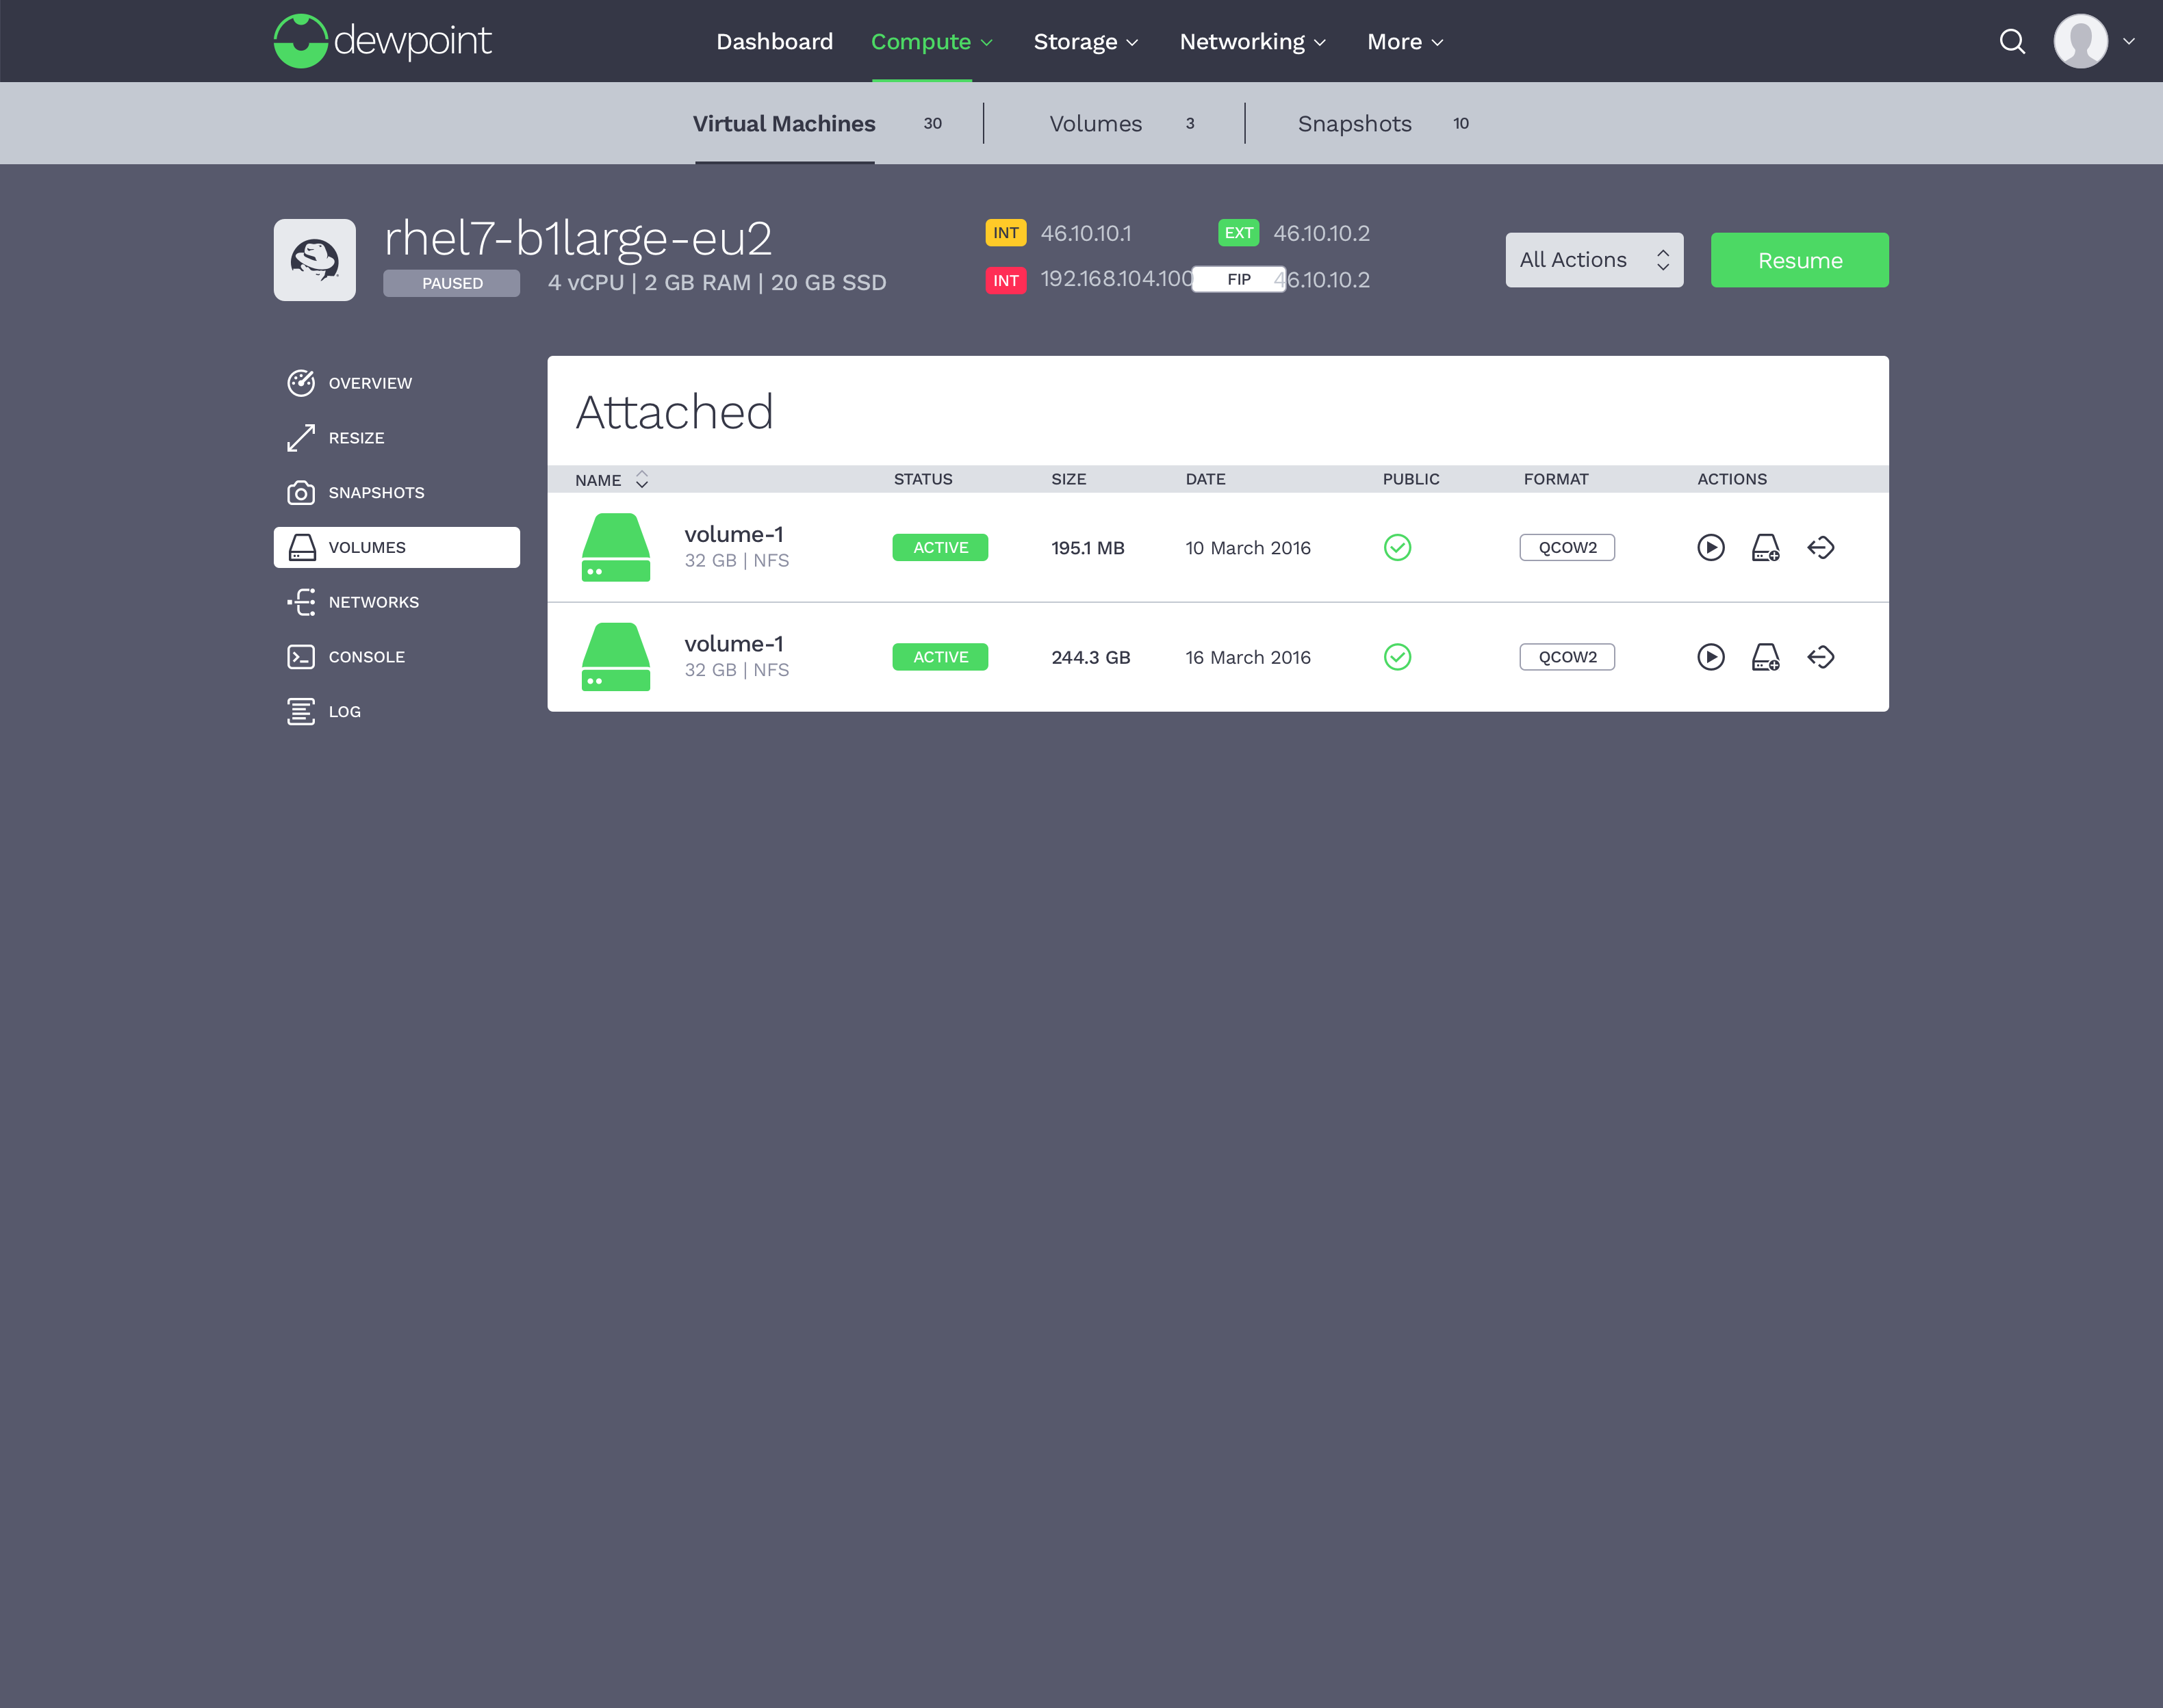 dewpoint
Dashboard Compute Storage Networking More
Virtual Machines 30 Volumes 3 Snapshots 10
rhel7-b1large-eu2
PAUSED 4 vCPU | 2 GB RAM | 20 GB SSD
INT 46.10.10.1 EXT 46.10.10.2
INT 192.168.104.100 FIP 46.10.10.2
All Actions Resume
OVERVIEW
RESIZE
SNAPSHOTS
VOLUMES
NETWORKS
CONSOLE
LOG
Attached
NAME STATUS SIZE DATE PUBLIC FORMAT ACTIONS
volume-1
32 GB | NFS
ACTIVE 195.1 MB 10 March 2016 QCOW2
volume-1
32 GB | NFS
ACTIVE 244.3 GB 16 March 2016 QCOW2